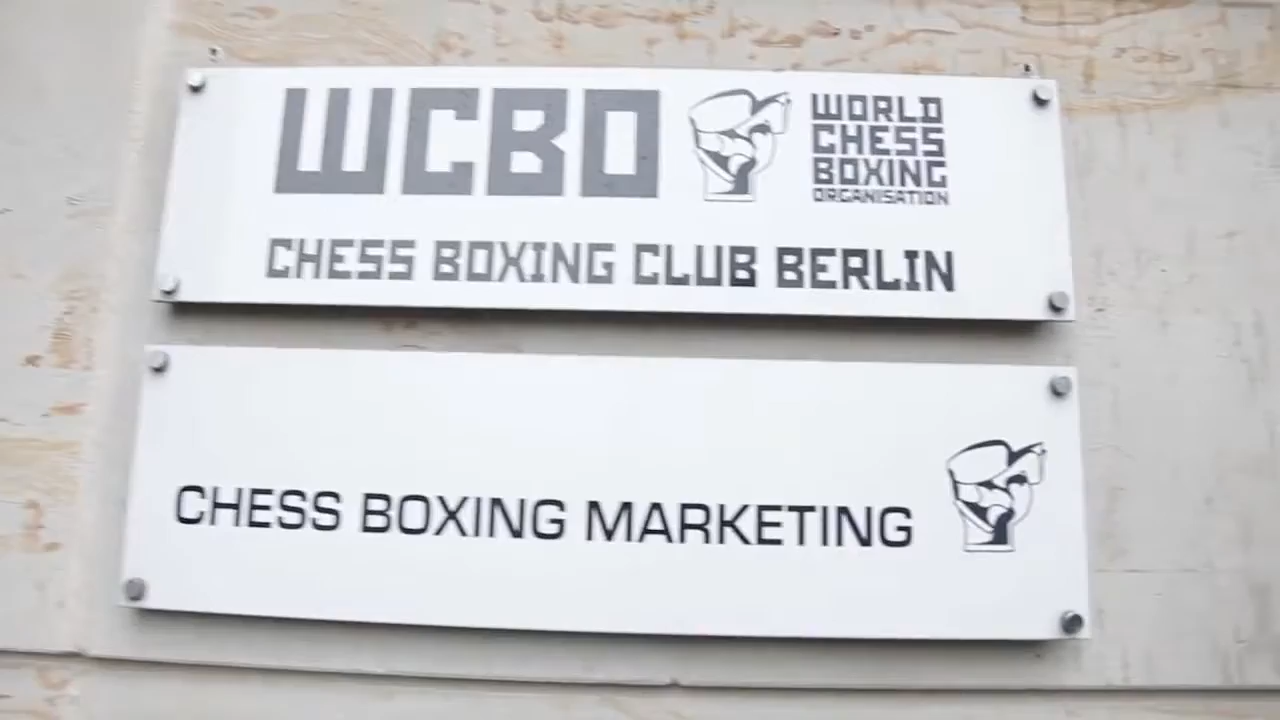 WCBO
WORLD
CHESS
BOXING
ORGANISATION
CHESS BOXING CLUB BERLIN
CHESS BOXING MARKETING